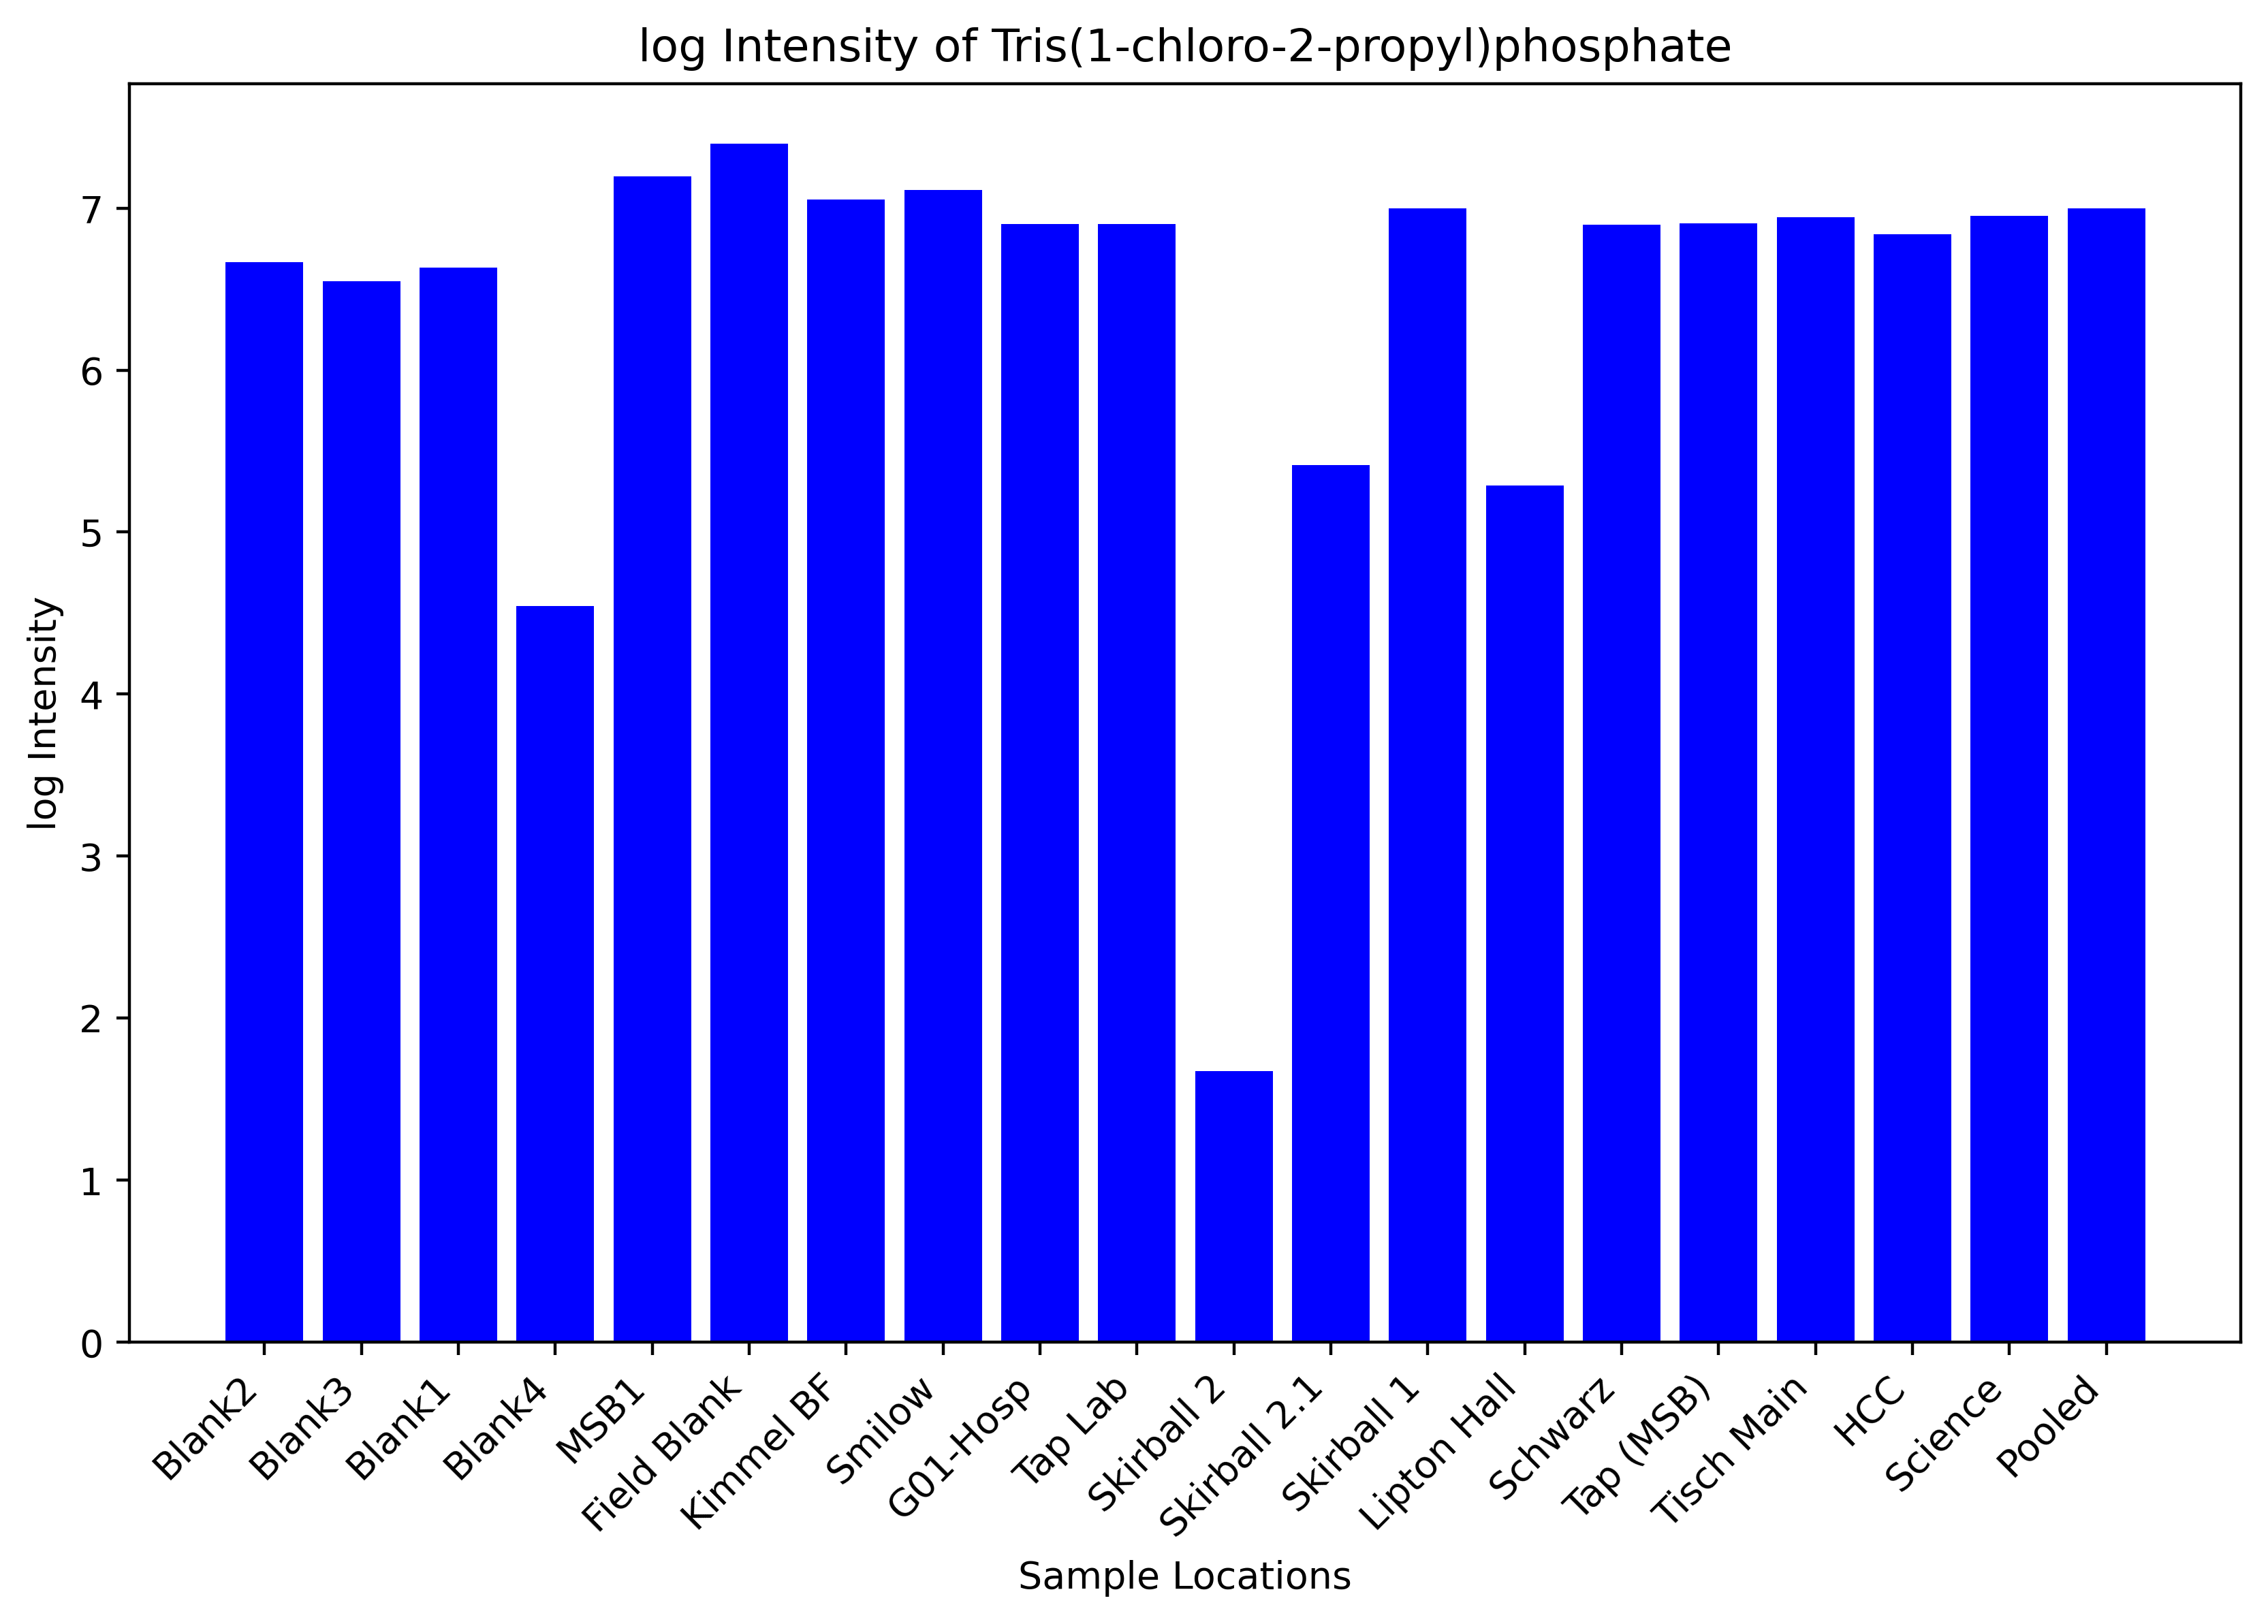 log Intensity of Tris(1-chloro-2-propyl)phosphate
log Intensity
7
6
5
4
3
2
1
0
Blank2
Blank3
Blank1
Blank4
MSB1
Field Blank
Kimmel BF
Smilow
G01-Hosp
Tap Lab
Skirball 2
Skirball 2.1
Skirball 1
Lipton Hall
Schwarz
Tap (MSB)
Tisch Main
HCC
Science
Pooled
Sample Locations